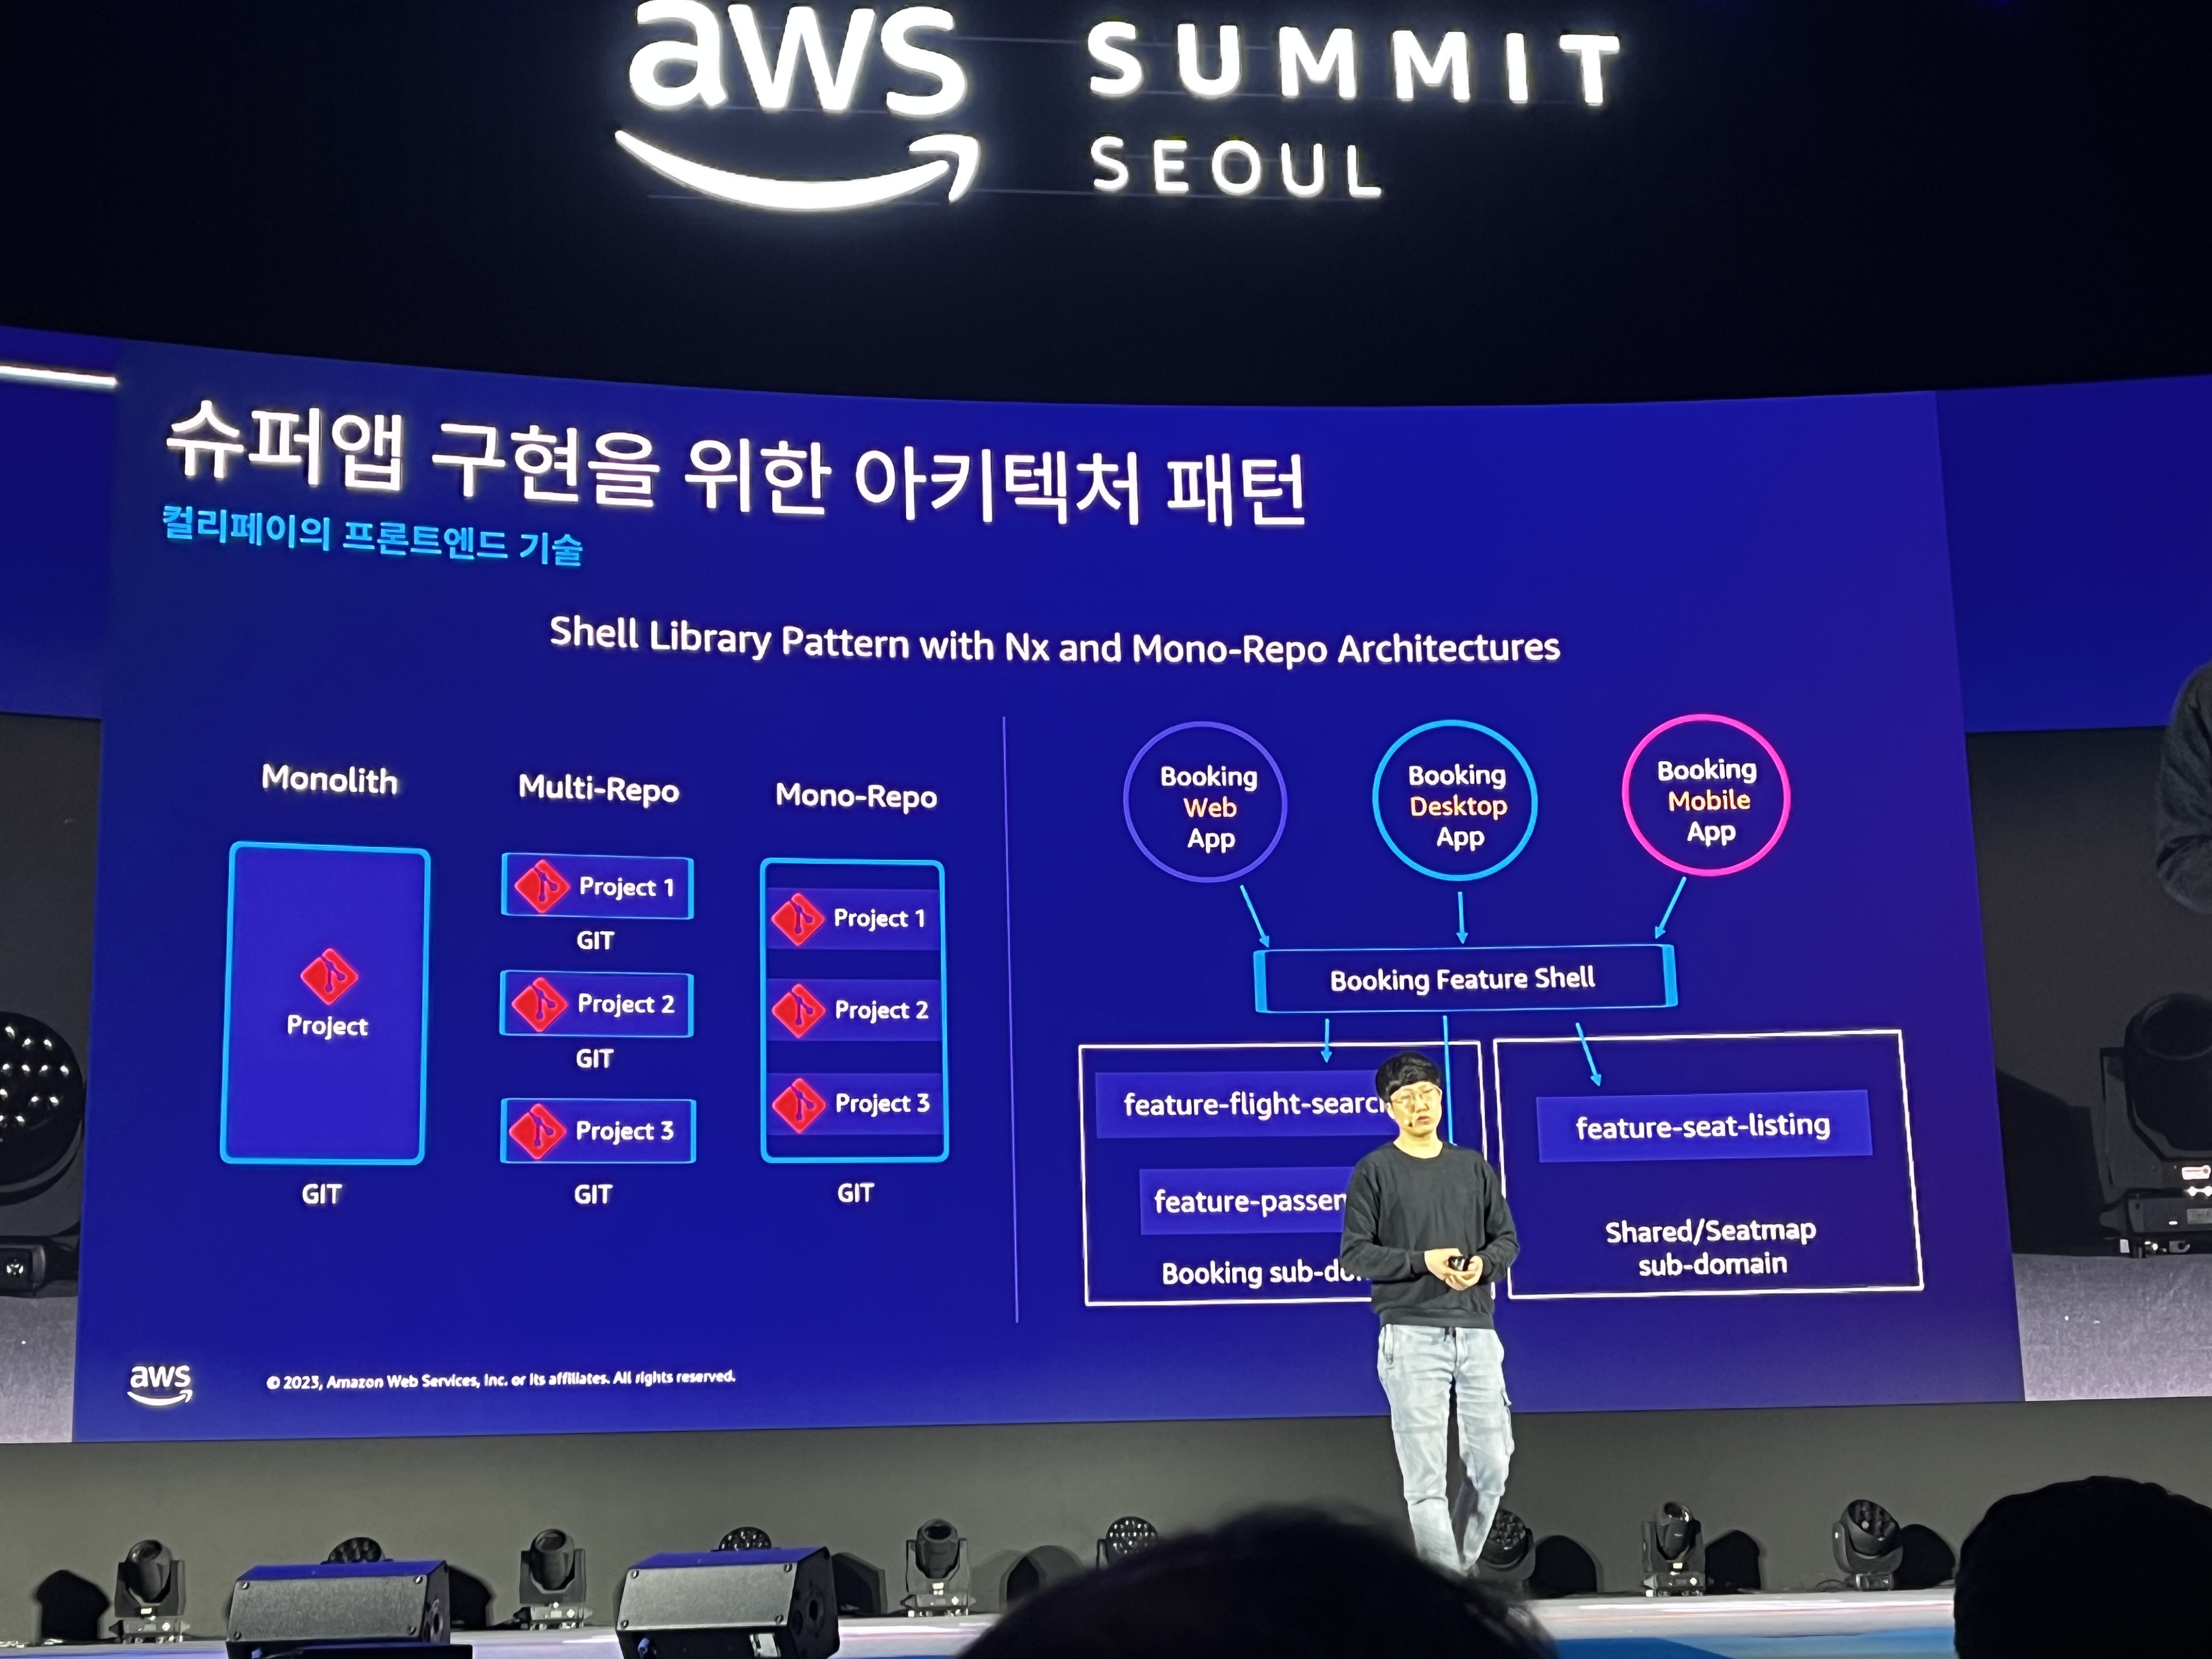 aws SUMMIT
SEOUL
슈퍼앱 구현을 위한 아키텍처 패턴
컬리페이의 프론트엔드 기술
Shell Library Pattern with Nx and Mono-Repo Architectures
Monolith
Project
GIT
Multi-Repo
Project 1
GIT
Project 2
GIT
Project 3
GIT
Mono-Repo
Project 1
Project 2
Project 3
GIT
Booking
Web
App
Booking
Desktop
App
Booking
Mobile
App
Booking Feature Shell
feature-flight-searc
feature-passen
Booking sub-do
feature-seat-listing
Shared/Seatmap
sub-domain
aws
© 2023, Amazon Web Services, Inc. or its affiliates. All rights reserved.